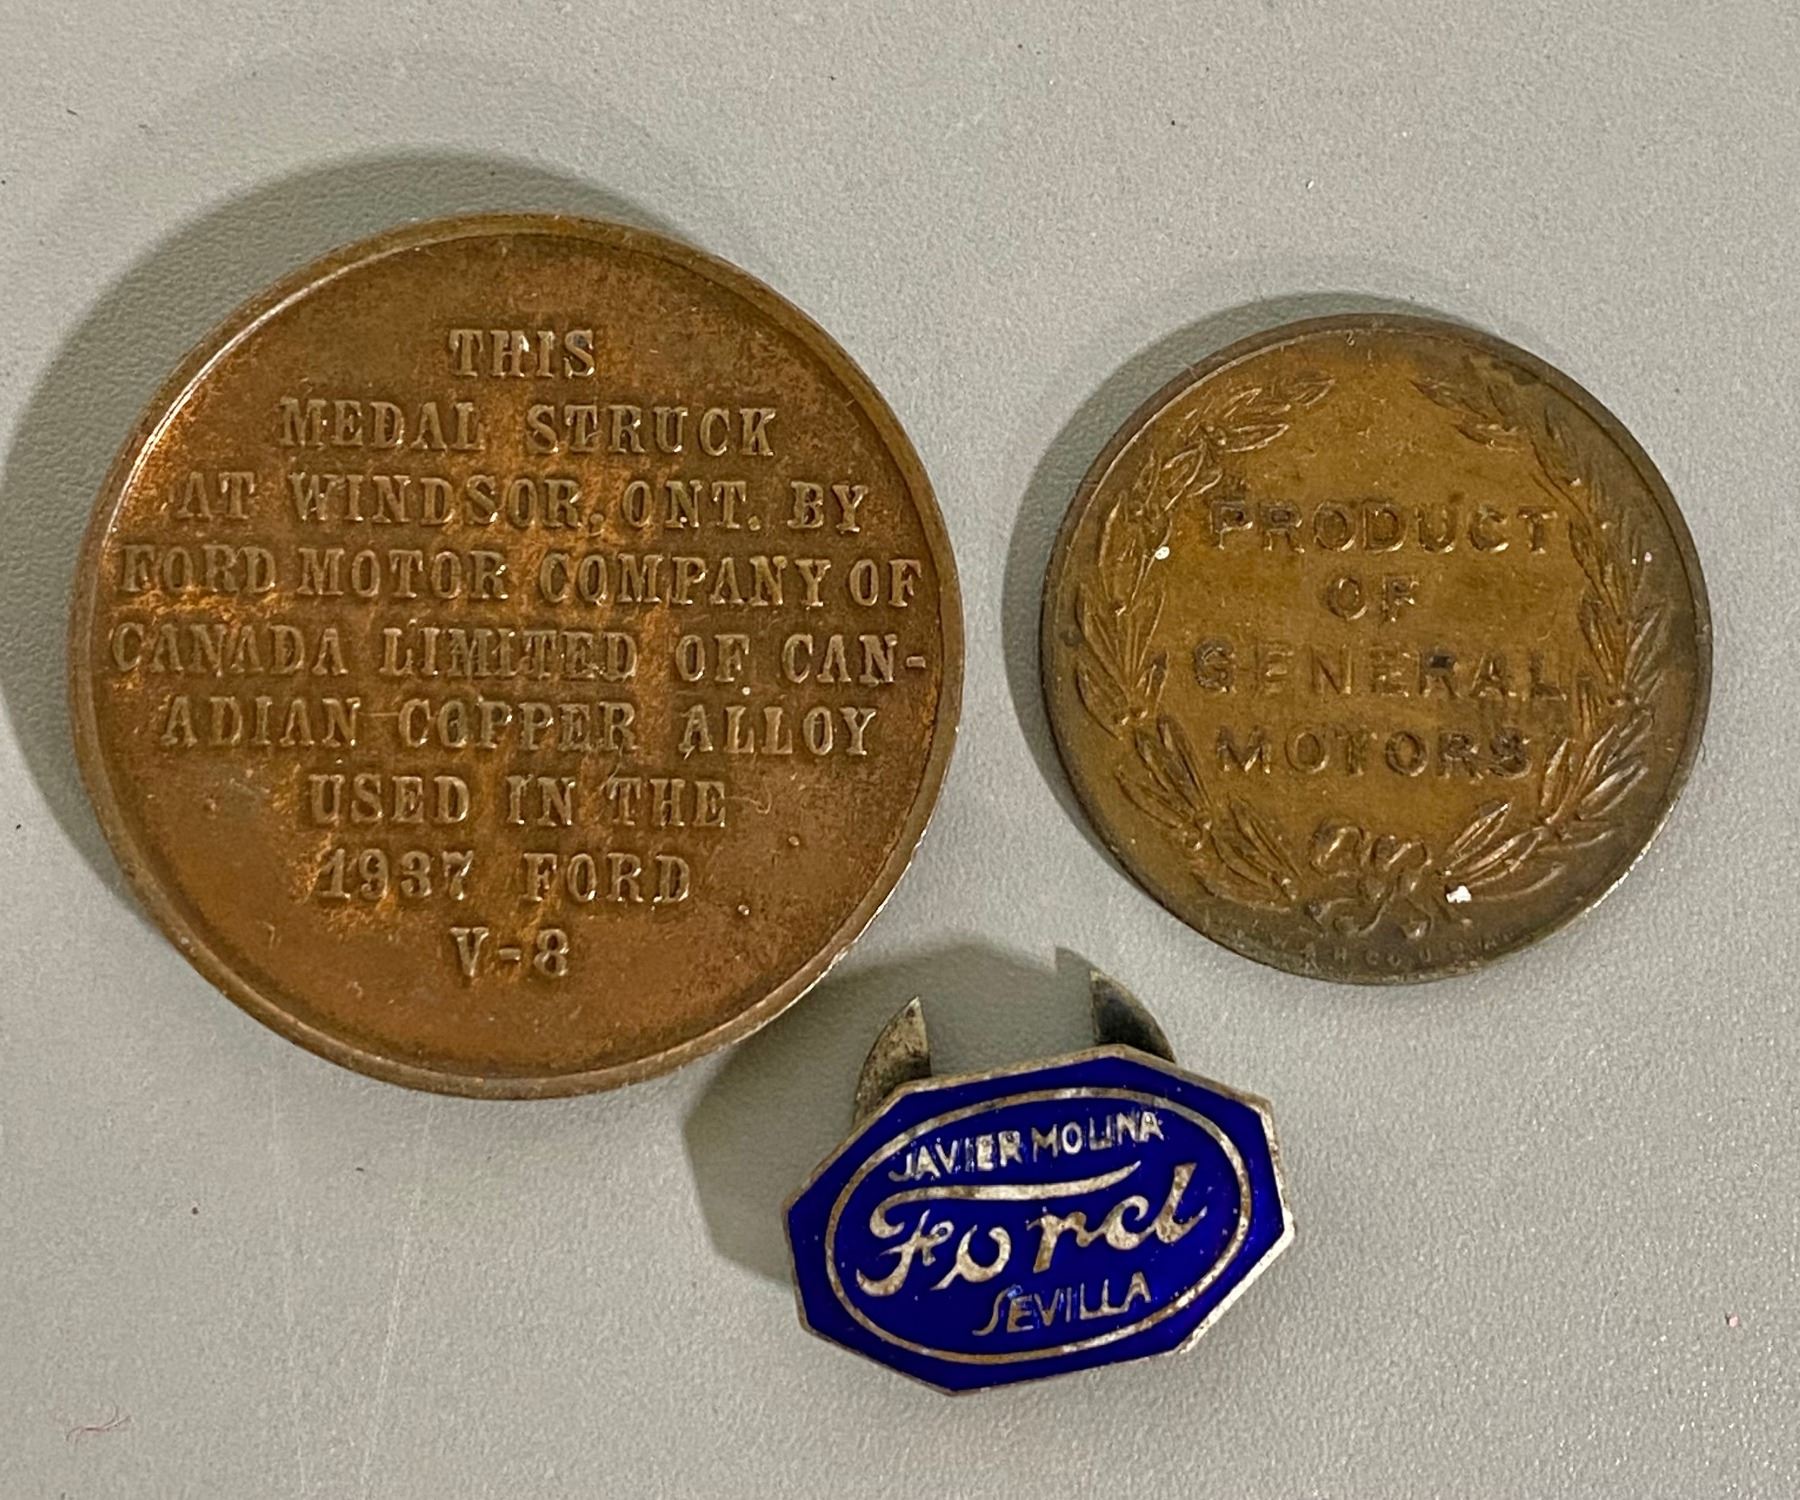 THIS
MEDAL STRUCK
AT WINDSOR, ONT. BY
FORD MOTOR COMPANY OF
CANADA LIMITED OF CAN-
ADIAN COPPER ALLOY
USED IN THE
1937 FORD
V-8
PRODUCT
OF
GENERAL
MOTORS
JAVIER MOLINA
Ford
SEVILLA